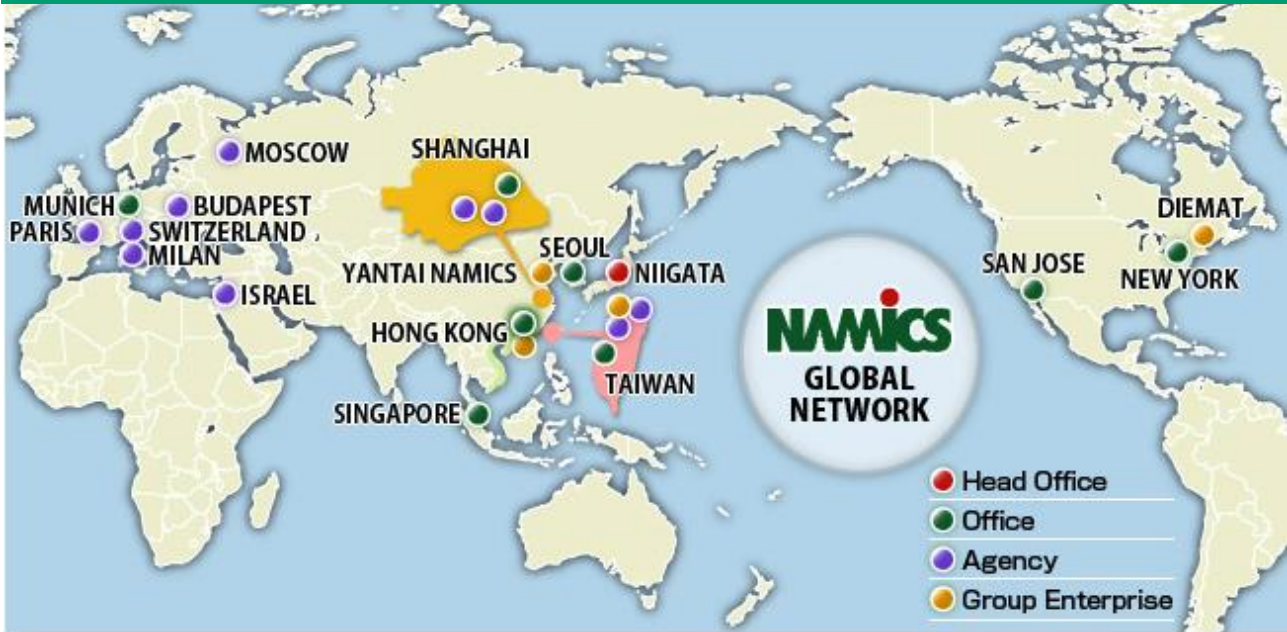 MOSCOW
SHANGHAI
MUNICH
BUDAPEST
PARIS
SWITZERLAND
MILAN
ISRAEL
SEOUL
YANTAI NAMICS
NIIGATA
HONG KONG
TAIWAN
SINGAPORE
DIEMAT
SAN JOSE
NEW YORK
NAMICS
GLOBAL
NETWORK
Head Office
Office
Agency
Group Enterprise